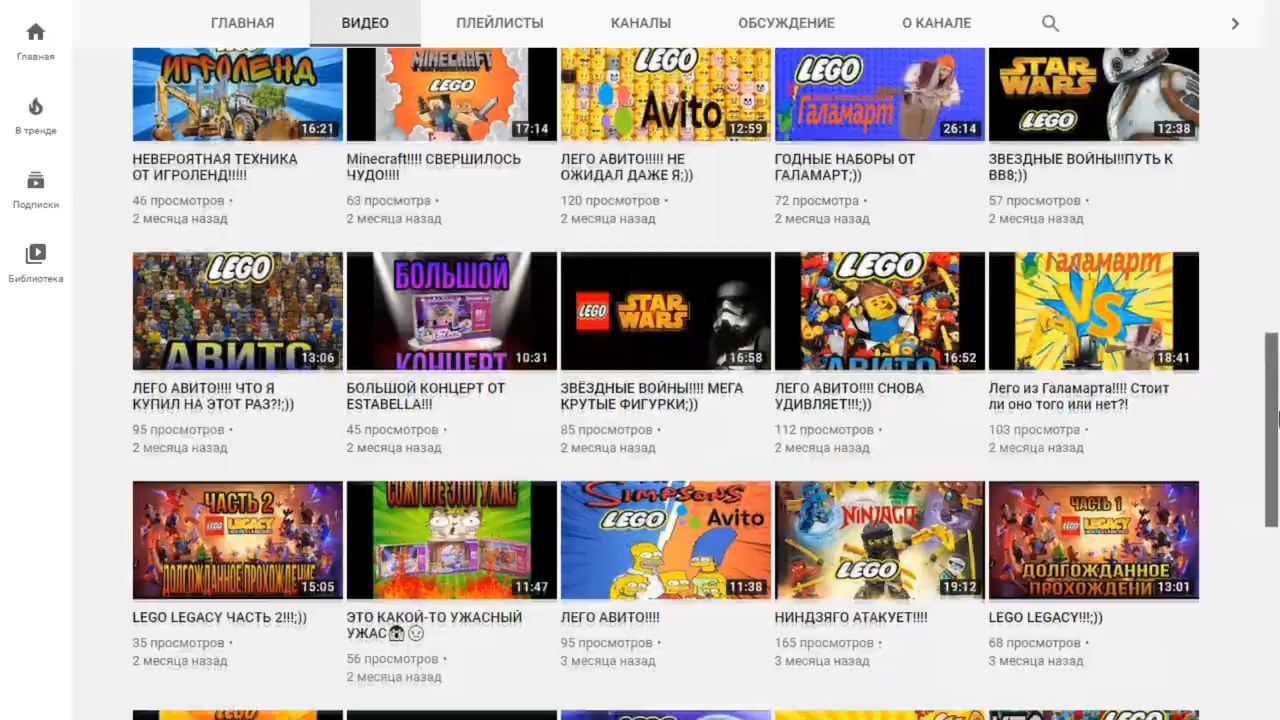 ГЛАВНАЯ ВИДЕО ПЛЕЙЛИСТЫ КАНАЛЫ ОБСУЖДЕНИЕ О КАНАЛЕ
Главная
В тренде
Подписки
Библиотека
ИГРОЛЕНД
16:21
MINECRAFT
LEGO
17:14
LEGO
Avito
12:59
LEGO
Галамарт
26:14
STAR
WARS
LEGO
12:38
НЕВЕРОЯТНАЯ ТЕХНИКА
ОТ ИГРОЛЕНД!!!!!
46 просмотров •
2 месяца назад
Minecraft!!!! СВЕРШИЛОСЬ
ЧУДО!!!!
63 просмотра •
2 месяца назад
ЛЕГО АВИТО!!!!! НЕ
ОЖИДАЛ ДАЖЕ Я;))
120 просмотров •
2 месяца назад
ГОДНЫЕ НАБОРЫ ОТ
ГАЛАМАРТ;))
72 просмотра •
2 месяца назад
ЗВЕЗДНЫЕ ВОЙНЫ!!ПУТЬ К
BB8;))
57 просмотров •
2 месяца назад
LEGO
АВИТО
13:06
БОЛЬШОЙ
КОНЦЕРТ
10:31
LEGO
STAR
WARS
16:58
LEGO
АВИТО
16:52
Галамарт
VS
18:41
ЛЕГО АВИТО!!!! ЧТО Я
КУПИЛ НА ЭТОТ РАЗ?!;))
95 просмотров •
2 месяца назад
БОЛЬШОЙ КОНЦЕРТ ОТ
ESTABELLA!!!
45 просмотров •
2 месяца назад
ЗВЁЗДНЫЕ ВОЙНЫ!!!! МЕГА
КРУТЫЕ ФИГУРКИ;))
85 просмотров •
2 месяца назад
ЛЕГО АВИТО!!!! СНОВА
УДИВЛЯЕТ!!!;))
112 просмотров •
2 месяца назад
Лего из Галамарта!!!! Стоит
ли оно того или нет?!
103 просмотра •
2 месяца назад
ЧАСТЬ 2
LEGO LEGACY
ДОЛГОЖДАННОЕ ПРОХОЖДЕНИЕ
15:05
СОЖГИТЕ ЭТОТ УЖАС
11:47
SIMPSONS
LEGO
Avito
11:38
NINJAGO
LEGO
19:12
ЧАСТЬ 1
LEGO LEGACY
ДОЛГОЖДАННОЕ
ПРОХОЖДЕНИ
13:01
LEGO LEGACY ЧАСТЬ 2!!!;))
35 просмотров •
2 месяца назад
ЭТО КАКОЙ-ТО УЖАСНЫЙ
УЖАС😱☹
56 просмотров •
2 месяца назад
ЛЕГО АВИТО!!!!
95 просмотров •
3 месяца назад
НИНДЗЯГО АТАКУЕТ!!!!
165 просмотров •
3 месяца назад
LEGO LEGACY!!!;))
68 просмотров •
3 месяца назад